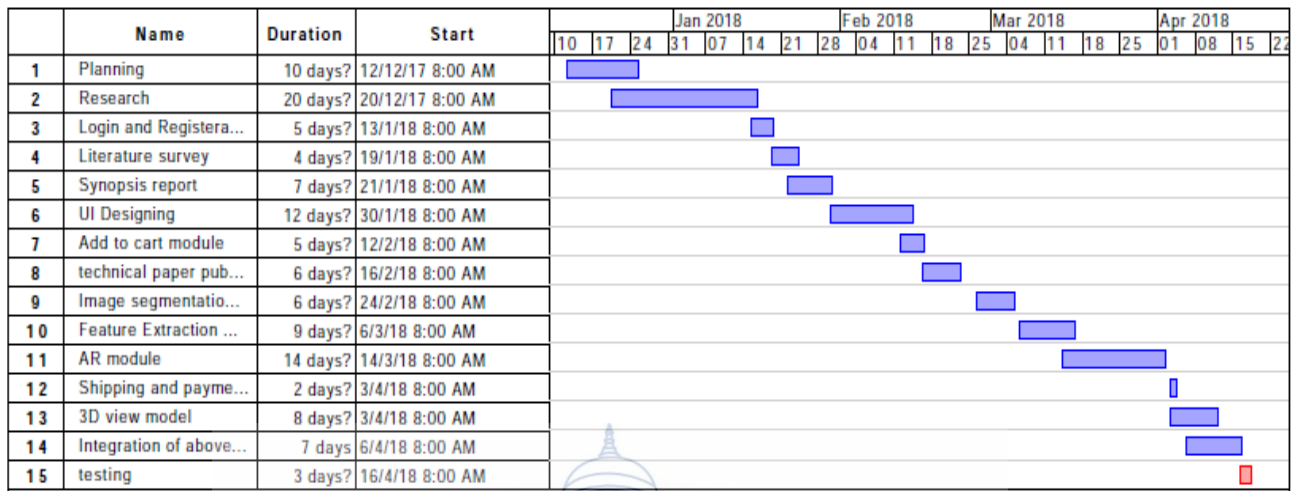 Name Duration Start Jan 2018 Feb 2018 Mar 2018 Apr 2018
10 17 24 31 07 14 21 28 04 11 18 25 04 11 18 25 01 08 15 22
1 Planning 10 days? 12/12/17 8:00 AM
2 Research 20 days? 20/12/17 8:00 AM
3 Login and Registera... 5 days? 13/1/18 8:00 AM
4 Literature survey 4 days? 19/1/18 8:00 AM
5 Synopsis report 7 days? 21/1/18 8:00 AM
6 UI Designing 12 days? 30/1/18 8:00 AM
7 Add to cart module 5 days? 12/2/18 8:00 AM
8 technical paper pub... 6 days? 16/2/18 8:00 AM
9 Image segmentatio... 6 days? 24/2/18 8:00 AM
10 Feature Extraction ... 9 days? 6/3/18 8:00 AM
11 AR module 14 days? 14/3/18 8:00 AM
12 Shipping and payme... 2 days? 3/4/18 8:00 AM
13 3D view model 8 days? 3/4/18 8:00 AM
14 Integration of above... 7 days 6/4/18 8:00 AM
15 testing 3 days? 16/4/18 8:00 AM